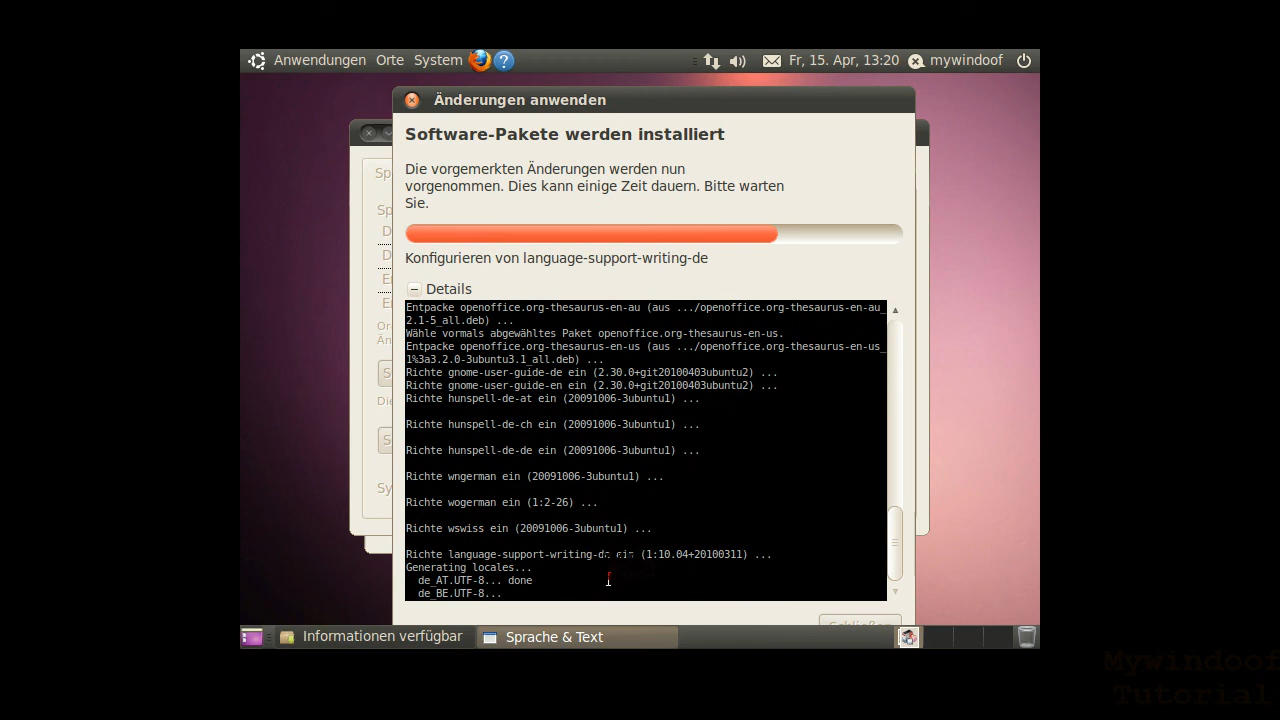 Anwendungen Orte System
Fr, 15. Apr, 13:20 mywindoof
Änderungen anwenden
Software-Pakete werden installiert
Die vorgemerkten Änderungen werden nun
vorgenommen. Dies kann einige Zeit dauern. Bitte warten
Sie.
Konfigurieren von language-support-writing-de
Details
Entpacke openoffice.org-thesaurus-en-au (aus .../openoffice.org-thesaurus-en-au_
2.1-5_all.deb) ...
Wähle vormals abgewähltes Paket openoffice.org-thesaurus-en-us.
Entpacke openoffice.org-thesaurus-en-us (aus .../openoffice.org-thesaurus-en-us_
1%3a3.2.0-3ubuntu3.1_all.deb) ...
Richte gnome-user-guide-de ein (2.30.0+git20100403ubuntu2) ...
Richte gnome-user-guide-en ein (2.30.0+git20100403ubuntu2) ...
Richte hunspell-de-at ein (20091006-3ubuntu1) ...
Richte hunspell-de-ch ein (20091006-3ubuntu1) ...
Richte hunspell-de-de ein (20091006-3ubuntu1) ...
Richte wngerman ein (20091006-3ubuntu1) ...
Richte wogerman ein (1:2-26) ...
Richte wswiss ein (20091006-3ubuntu1) ...
Richte language-support-writing-de ein (1:10.04+20100311) ...
Generating locales...
de_AT.UTF-8... done
de_BE.UTF-8...
Schließen
Informationen verfügbar
Sprache & Text
Mywindoof
Tutorial